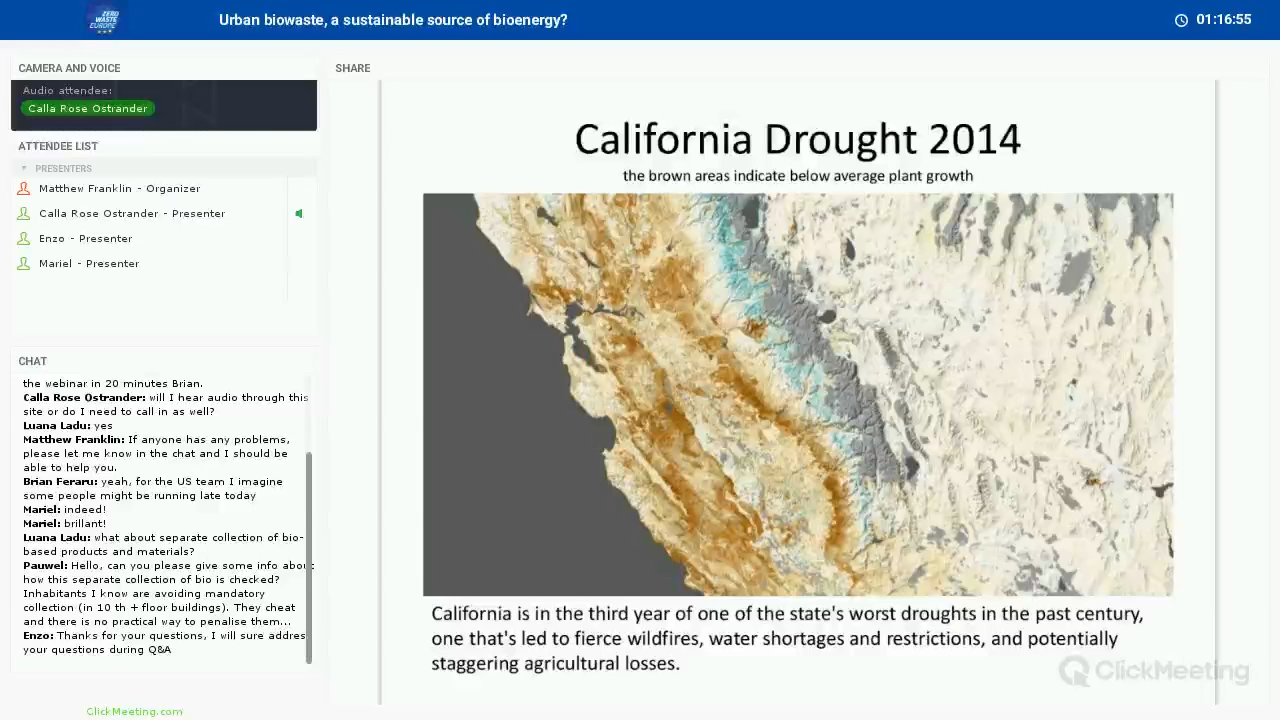 ZERO
WASTE
EUROPE
Urban biowaste, a sustainable source of bioenergy?
01:16:55
CAMERA AND VOICE
Audio attendee:
Calla Rose Ostrander
ATTENDEE LIST
PRESENTERS
Matthew Franklin - Organizer
Calla Rose Ostrander - Presenter
Enzo - Presenter
Mariel - Presenter
CHAT
the webinar in 20 minutes Brian.
Calla Rose Ostrander: will I hear audio through this
site or do I need to call in as well?
Luana Ladu: yes
Matthew Franklin: If anyone has any problems,
please let me know in the chat and I should be
able to help you.
Brian Feraru: yeah, for the US team I imagine
some people might be running late today
Mariel: indeed!
Mariel: brillant!
Luana Ladu: what about separate collection of bio-
based products and materials?
Pauwel: Hello, can you please give some info about
how this separate collection of bio is checked?
Inhabitants I know are avoiding mandatory
collection (in 10 th + floor buildings). They cheat
and there is no practical way to penalise them...
Enzo: Thanks for your questions, I will sure addres
your questions during Q&A
ClickMeeting.com
SHARE
California Drought 2014
the brown areas indicate below average plant growth
California is in the third year of one of the state's worst droughts in the past century,
one that's led to fierce wildfires, water shortages and restrictions, and potentially
staggering agricultural losses.
ClickMeeting